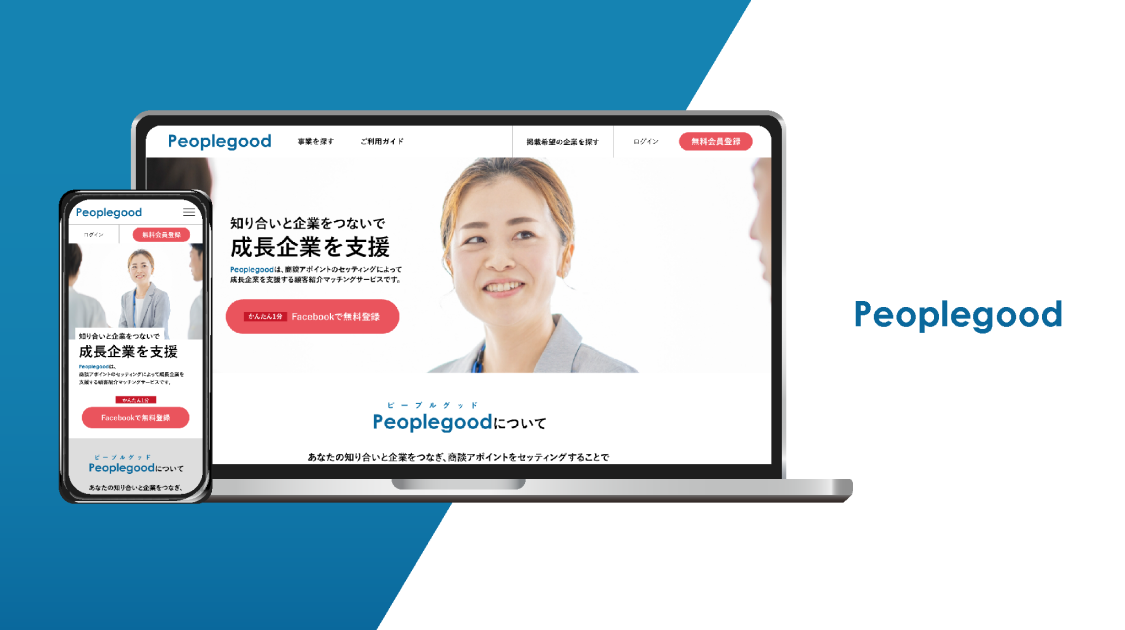 Peoplegood
事業を探す
ご利用ガイド
掲載希望の企業を探す
ログイン
無料会員登録
知り合いと企業をつないで
成長企業を支援
Peoplegoodは、商談アポイントのセッティングによって
成長企業を支援する顧客紹介マッチングサービスです。
かんたん1分 Facebookで無料登録
ピープルグッド
Peoplegoodについて
あなたの知り合いと企業をつなぎ、商談アポイントをセッティングすることで
Peoplegood
ログイン
無料会員登録
知り合いと企業をつないで
成長企業を支援
Peoplegoodは、
商談アポイントのセッティングによって成長企業を
支援する顧客紹介マッチングサービスです。
かんたん1分
Facebookで無料登録
ピープルグッド
Peoplegoodについて
あなたの知り合いと企業をつなぎ、
Peoplegood